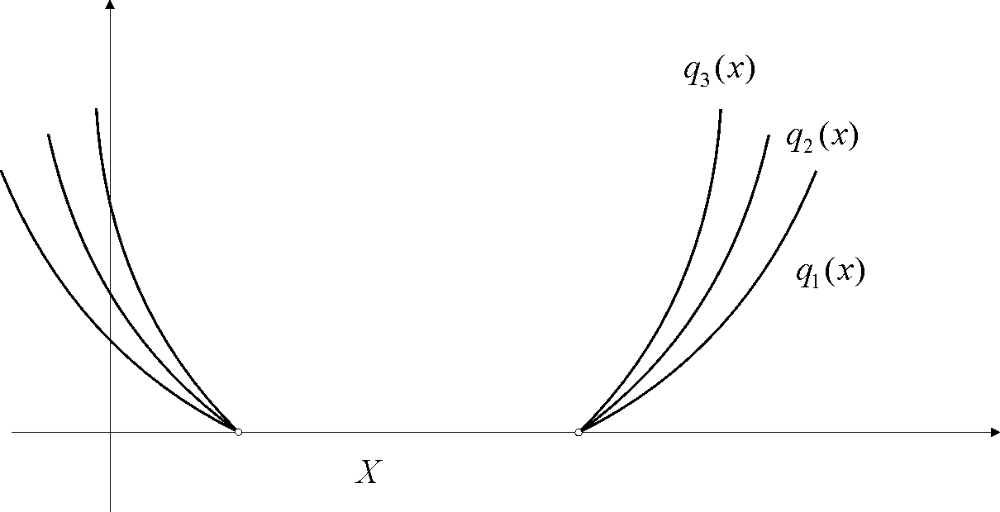 q₃(x)
q₂(x)
q₁(x)
X